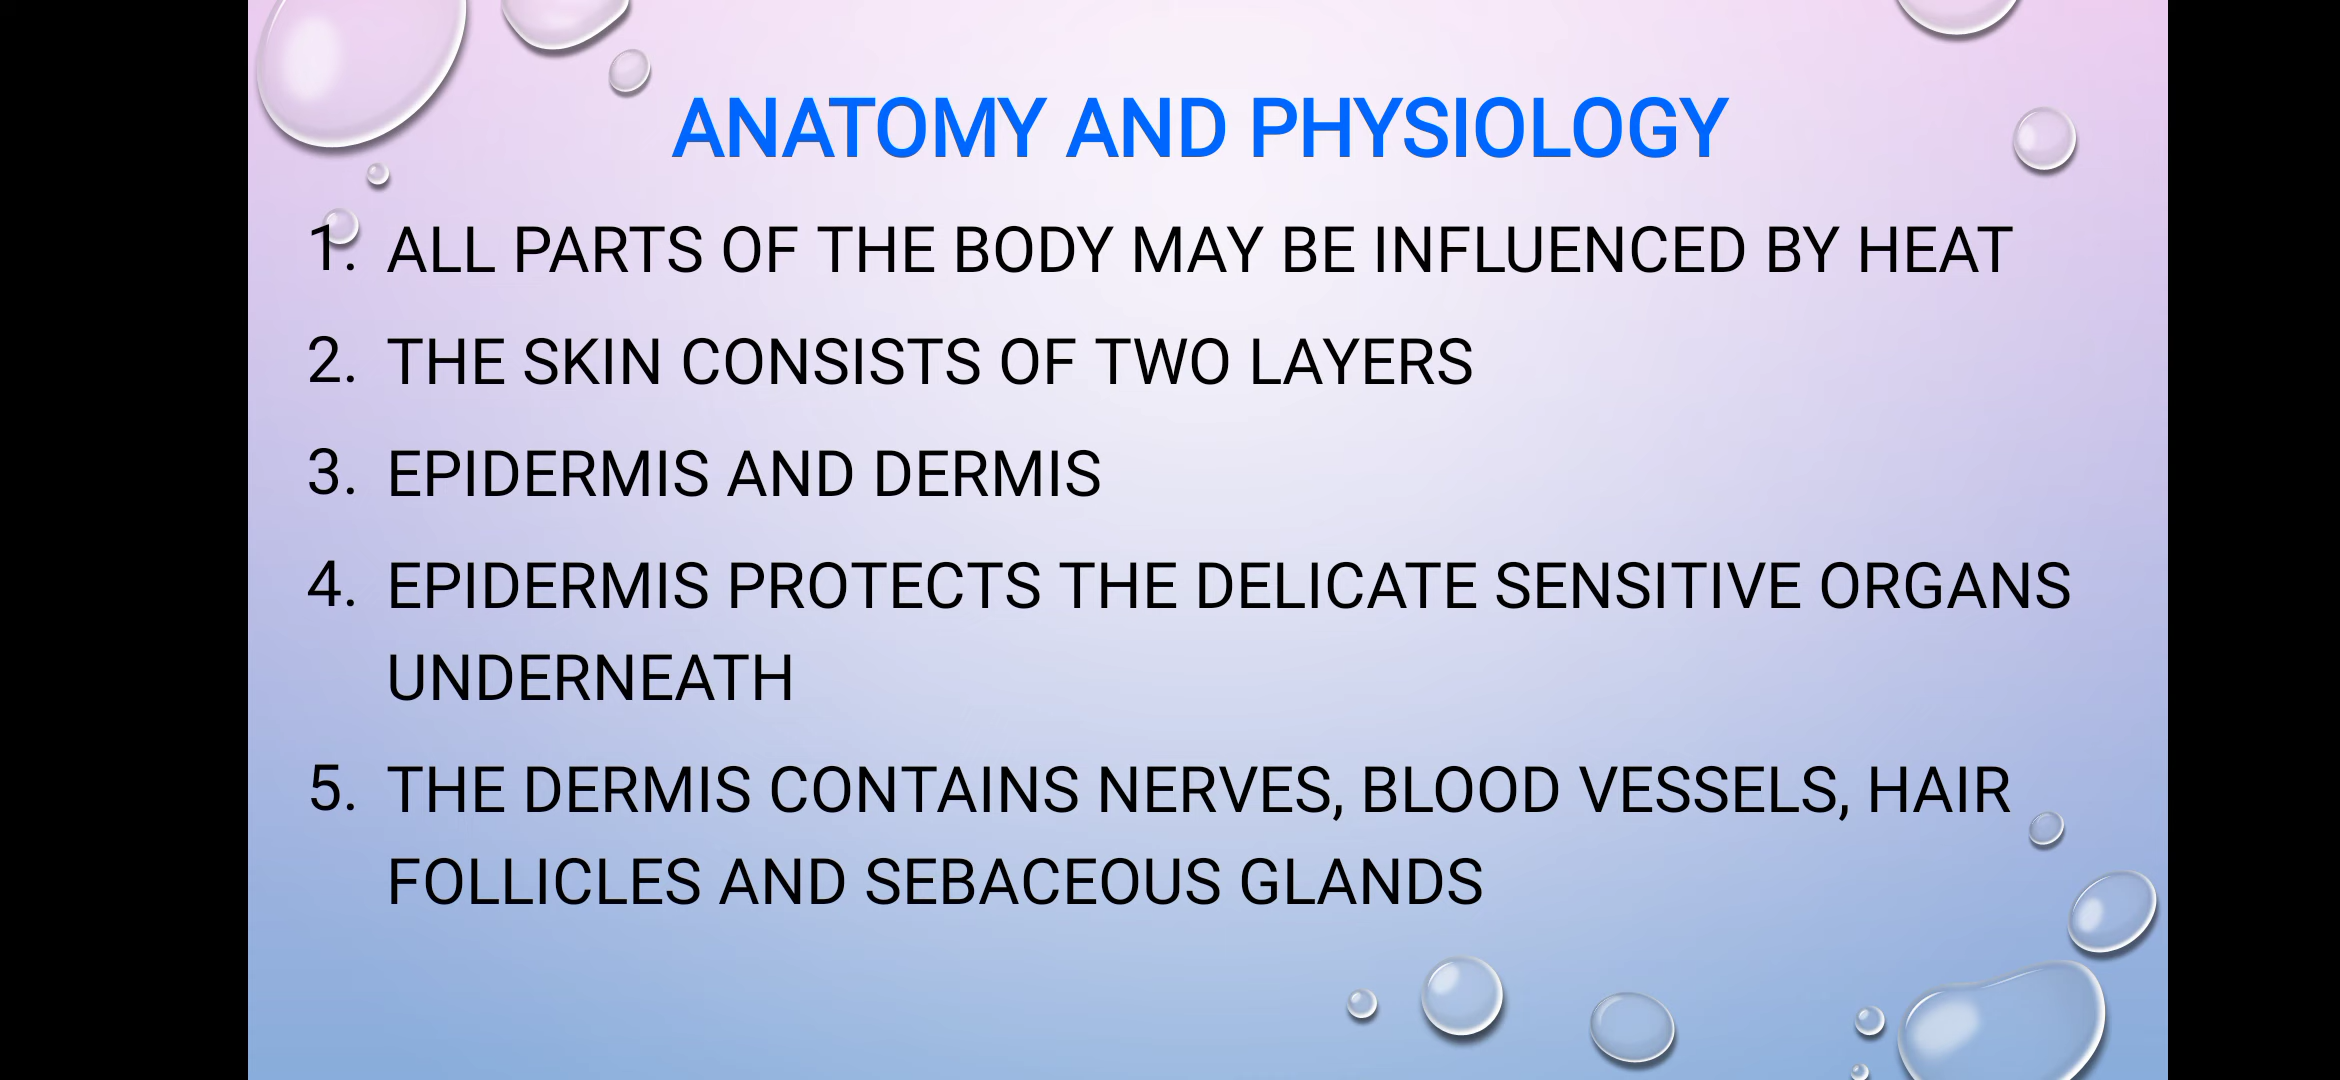 ANATOMY AND PHYSIOLOGY
1. ALL PARTS OF THE BODY MAY BE INFLUENCED BY HEAT
2. THE SKIN CONSISTS OF TWO LAYERS
3. EPIDERMIS AND DERMIS
4. EPIDERMIS PROTECTS THE DELICATE SENSITIVE ORGANS
UNDERNEATH
5. THE DERMIS CONTAINS NERVES, BLOOD VESSELS, HAIR
FOLLICLES AND SEBACEOUS GLANDS